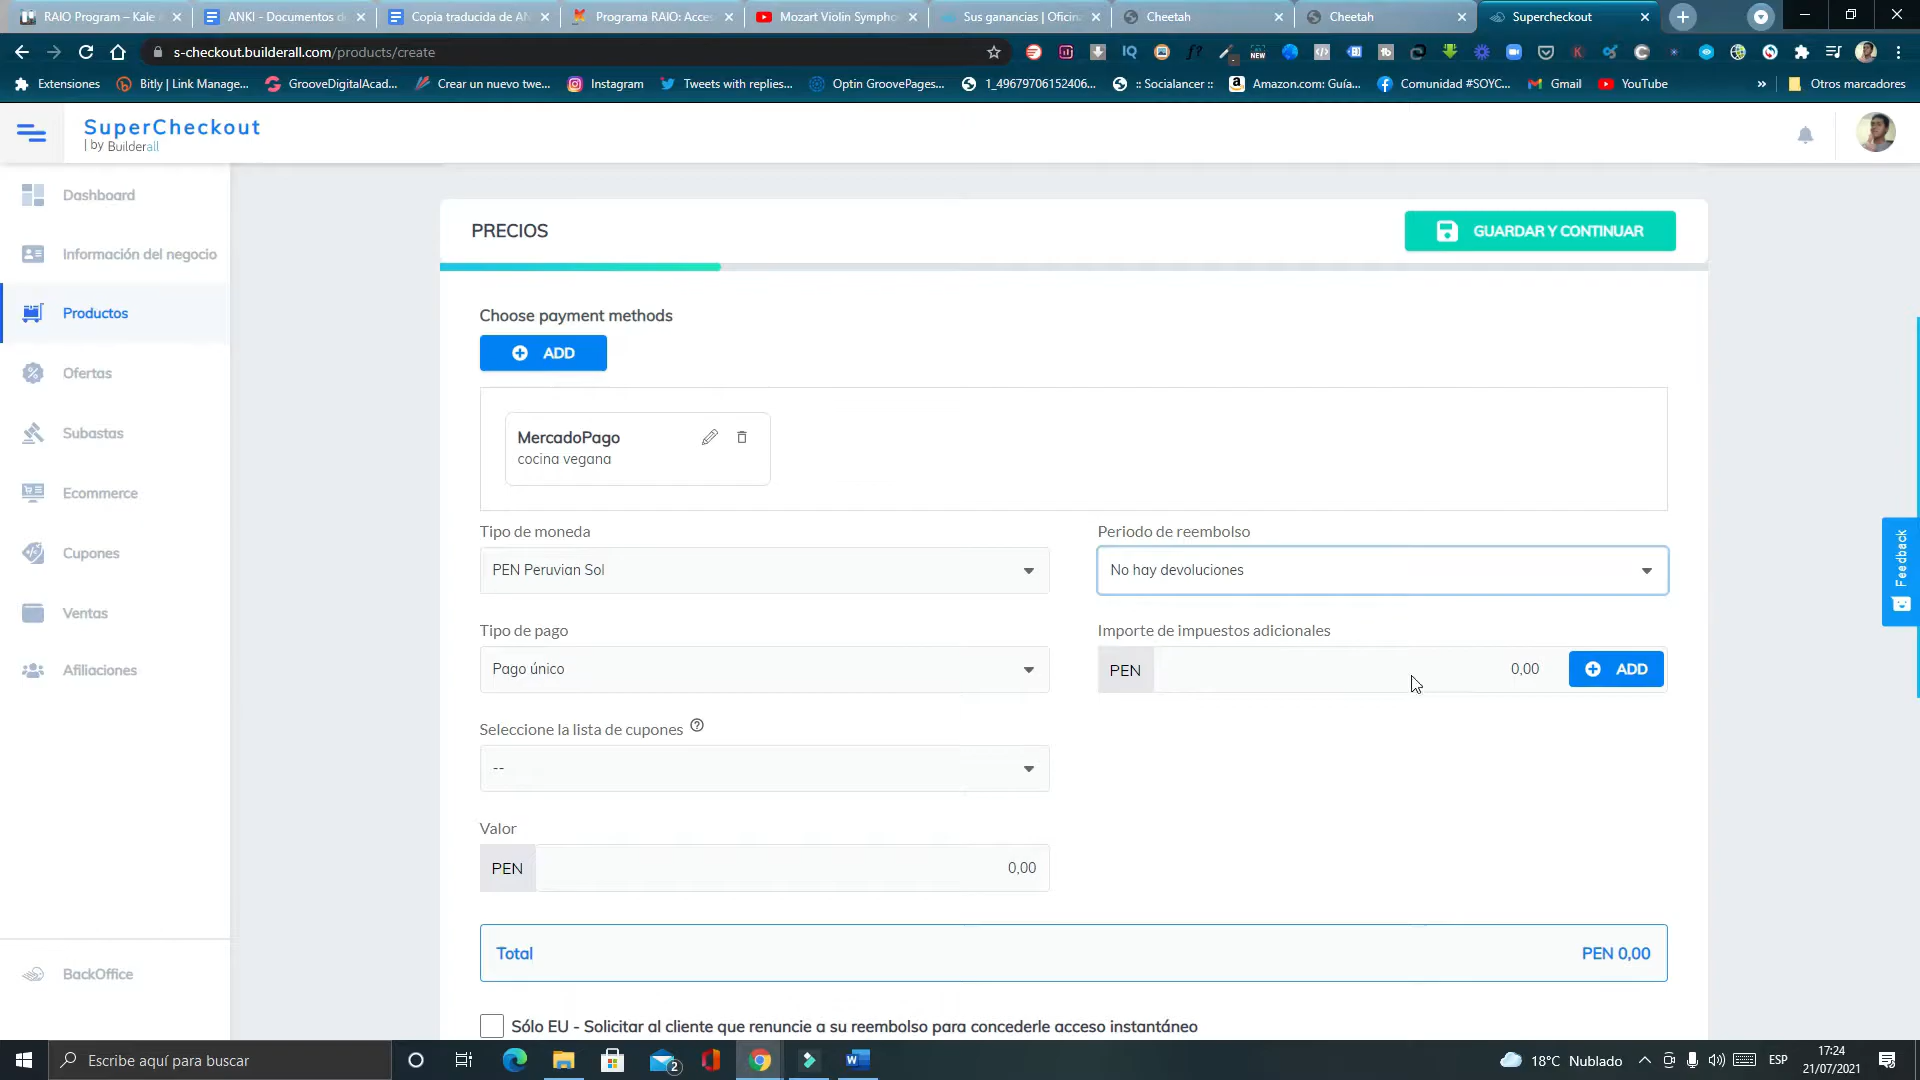 RAIO Program – Kale A
ANKI - Documentos d
Copia traducida de AN
Programa RAIO: Acces
Mozart Violin Sympho
Sus ganancias | Oficin
Cheetah
Cheetah
Supercheckout
s-checkout.builderall.com/products/create
Extensiones
Bitly | Link Manage...
GrooveDigitalAcad...
Crear un nuevo twe...
Instagram
Tweets with replies...
Optin GroovePages...
1_49679706152406...
:: Socialancer ::
Amazon.com: Guía...
Comunidad #SOYC...
Gmail
YouTube
»
Otros marcadores
SuperCheckout
| by Builderall
Dashboard
Información del negocio
Productos
Ofertas
Subastas
Ecommerce
Cupones
Ventas
Afiliaciones
BackOffice
PRECIOS
GUARDAR Y CONTINUAR
Choose payment methods
ADD
MercadoPago
cocina vegana
Tipo de moneda
PEN Peruvian Sol
Periodo de reembolso
No hay devoluciones
Tipo de pago
Pago único
Importe de impuestos adicionales
PEN 0,00 ADD
Seleccione la lista de cupones
--
Valor
PEN 0,00
Total PEN 0,00
Sólo EU - Solicitar al cliente que renuncie a su reembolso para concederle acceso instantáneo
Feedback
Escribe aquí para buscar
2
18°C Nublado
ESP
17:24
21/07/2021